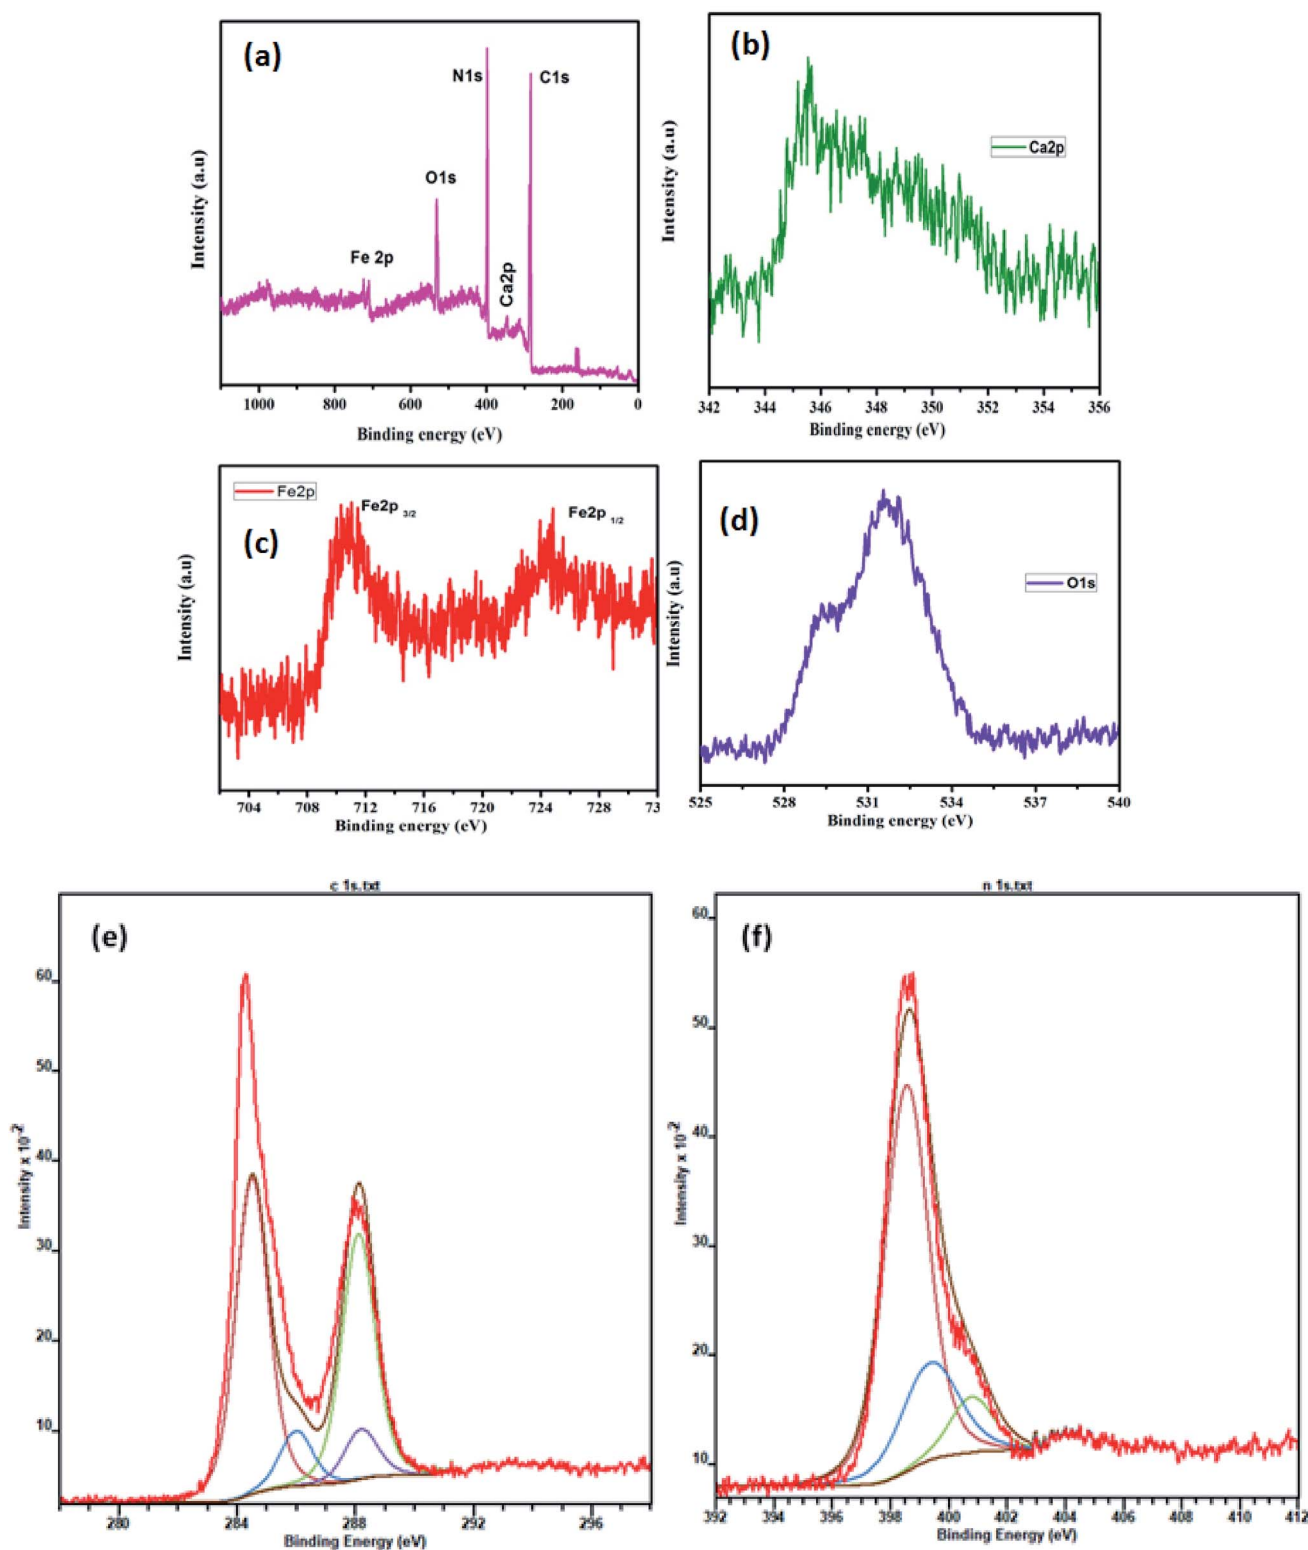 (a)
N1s
C1s
O1s
Fe 2p
Ca2p
Intensity (a.u)
1000 800 600 400 200 0
Binding energy (eV)
(b)
Ca2p
Intensity (a.u)
342 344 346 348 350 352 354 356
Binding energy (eV)
Fe2p
Fe2p 3/2
Fe2p 1/2
(c)
Intensity (a.u)
704 708 712 716 720 724 728 73
Binding energy (eV)
(d)
O1s
Intensity (a.u)
525 528 531 534 537 540
Binding energy (eV)
c 1s.txt
(e)
60
50
40
30
20
10
Intensity x 10-2
280 284 288 292 296
Binding Energy (eV)
n 1s.txt
(f)
60
50
40
30
20
10
Intensity x 10-2
392 394 396 398 400 402 404 406 408 410 412
Binding Energy (eV)